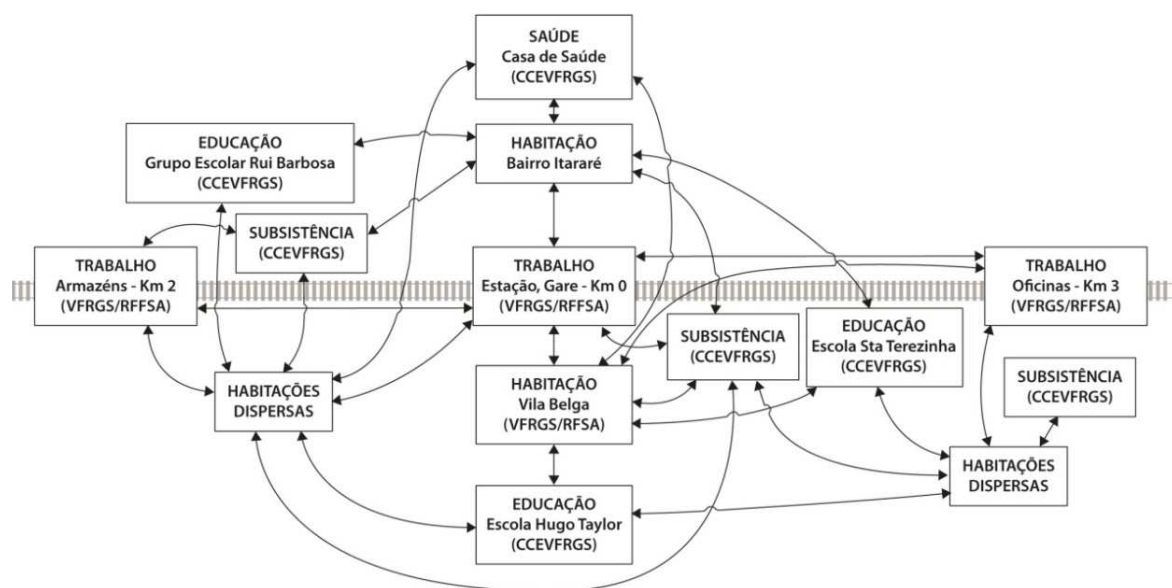 SAÚDE
Casa de Saúde
(CCEVFRGS)
EDUCAÇÃO
Grupo Escolar Rui Barbosa
(CCEVFRGS)
HABITAÇÃO
Bairro Itararé
SUBSISTÊNCIA
(CCEVFRGS)
TRABALHO
Armazéns - Km 2
(VFRGS/RFFSA)
TRABALHO
Estação, Gare - Km 0
(VFRGS/RFFSA)
TRABALHO
Oficinas - Km 3
(VFRGS/RFFSA)
SUBSISTÊNCIA
(CCEVFRGS)
EDUCAÇÃO
Escola Sta Terezinha
(CCEVFRGS)
HABITAÇÕES
DISPERSAS
HABITAÇÃO
Vila Belga
(VFRGS/RFSA)
SUBSISTÊNCIA
(CCEVFRGS)
HABITAÇÕES
DISPERSAS
EDUCAÇÃO
Escola Hugo Taylor
(CCEVFRGS)